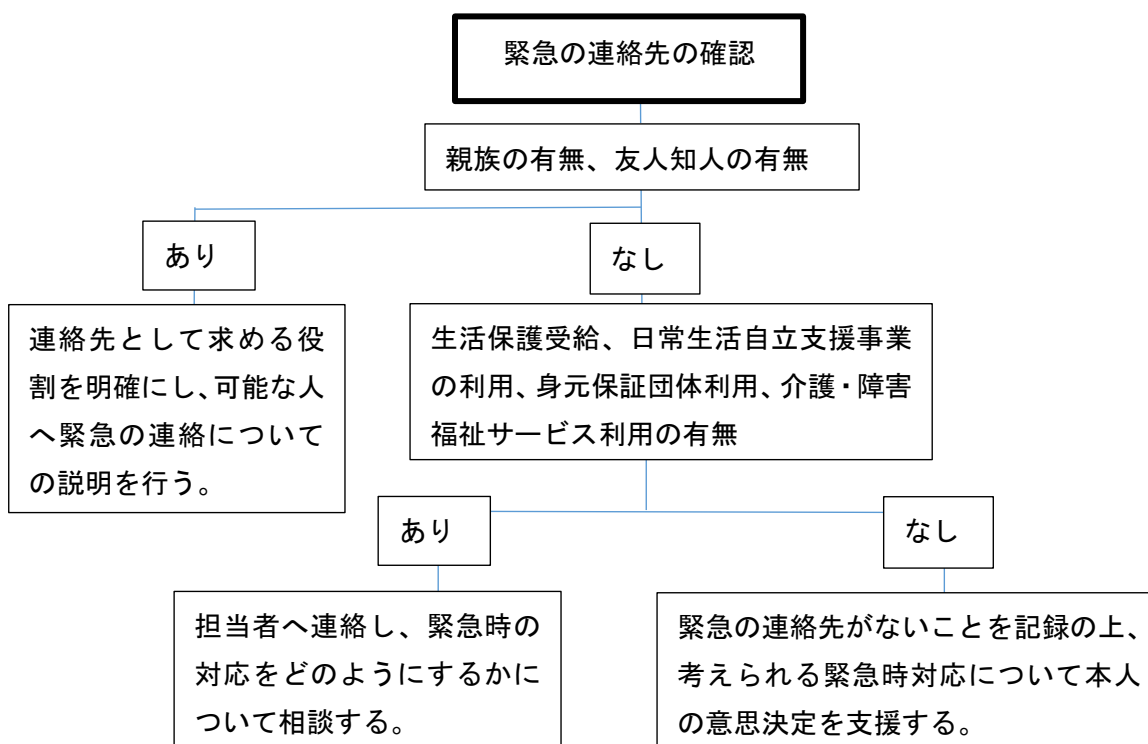 緊急の連絡先の確認
親族の有無、友人知人の有無
あり
なし
連絡先として求める役
割を明確にし、可能な人
へ緊急の連絡について
の説明を行う。
生活保護受給、日常生活自立支援事業
の利用、身元保証団体利用、介護・障害
福祉サービス利用の有無
あり
なし
担当者へ連絡し、緊急時の
対応をどのようにするかに
ついて相談する。
緊急の連絡先がないことを記録の上、
考えられる緊急時対応について本人
の意思決定を支援する。